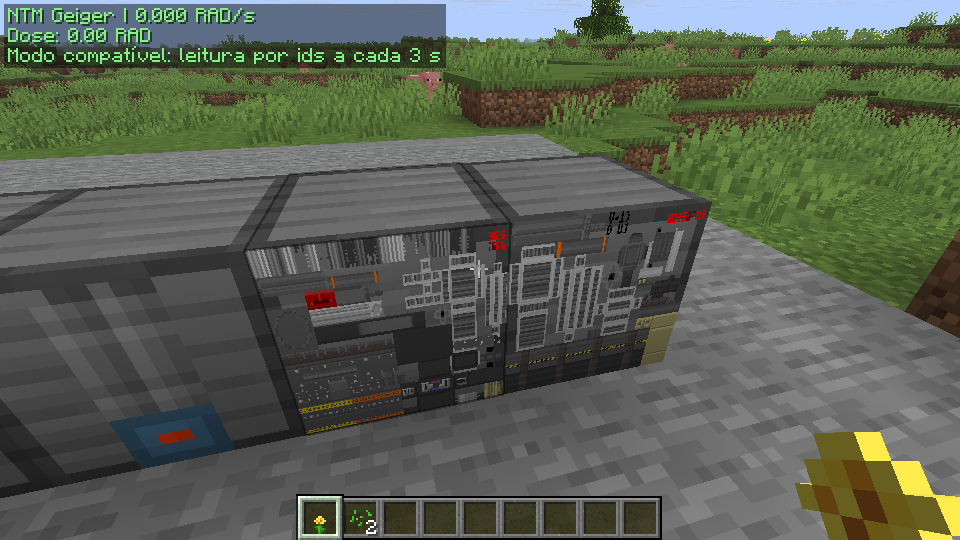 NTM Geiger | 0.000 RAD/s
Dose: 0.00 RAD
Modo compatível: leitura por ids a cada 3 s
2